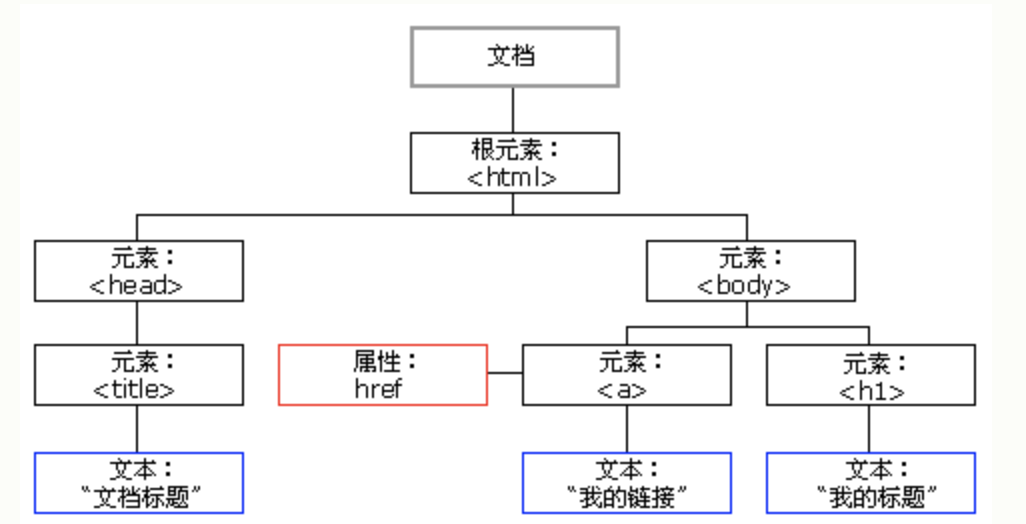 文档
根元素：
<html>
元素：
<head>
元素：
<body>
元素：
<title>
属性：
href
元素：
<a>
元素：
<h1>
文本：
"文档标题"
文本：
"我的链接"
文本：
"我的标题"